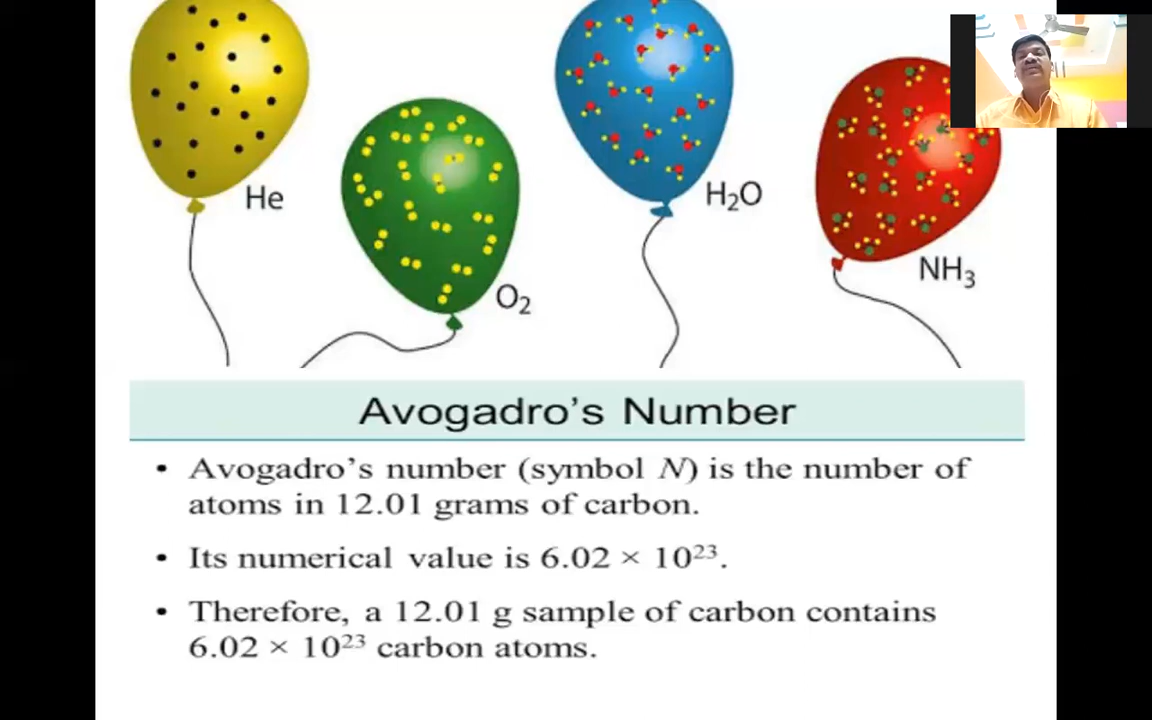 He
H₂O
NH₃
O₂
Avogadro's Number
• Avogadro's number (symbol N) is the number of
atoms in 12.01 grams of carbon.
• Its numerical value is 6.02 × 10²³.
• Therefore, a 12.01 g sample of carbon contains
6.02 × 10²³ carbon atoms.